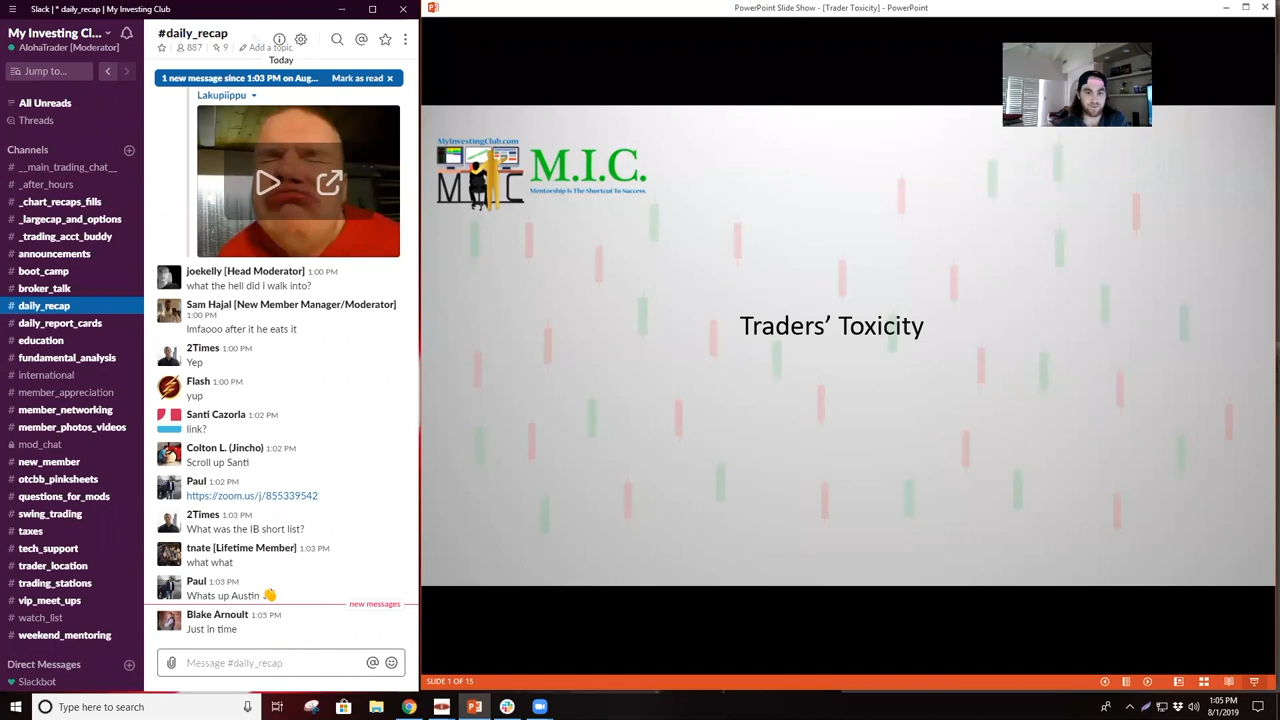 Slack | * daily_recap | My Investing Club
My Investing Cl...
AlohaTrader [Moderator]
Jump to...
All Unreads
Threads
Channels
# __trading_main__
# _after_hours
# _chart_recaps_fills
# _largecap_and_options
# _trading_acct_buddy
# announcements
# boot_camp
# broker_talk
# daily_recap
# daily_report_cards
# education
# fundamental_analysis
# international
# member_appreciation
# member_networking
# member_photos_videos
mod_chat
# new_member
# otcbb_pinksheets
# questions_for_mods
# swing_trading
# taxes
# tech_support
# trader_location
# trading_stations
# vip_meet_ups
# watch_list
# weekend_mentoring
Direct Messages
Slackbot
#daily_recap
887
9
Add a topic
Today
1 new message since 1:03 PM on Aug...
Mark as read
Lakupiippu
joekelly [Head Moderator] 1:00 PM
what the hell did i walk into?
Sam Hajal [New Member Manager/Moderator]
1:00 PM
lmfaooo after it he eats it
2Times 1:00 PM
Yep
Flash 1:00 PM
yup
Santi Cazorla 1:02 PM
link?
Colton L. (Jincho) 1:02 PM
Scroll up Santi
Paul 1:02 PM
https://zoom.us/j/855339542
2Times 1:03 PM
What was the IB short list?
tnate [Lifetime Member] 1:03 PM
what what
Paul 1:03 PM
Whats up Austin 👋
new messages
Blake Arnoult 1:05 PM
Just in time
Message #daily_recap
PowerPoint Slide Show - [Trader Toxicity] - PowerPoint
MyInvestingClub.com
MIC
M.I.C.
Mentorship Is The Shortcut To Success.
Traders' Toxicity
SLIDE 1 OF 15
Type here to search
1:05 PM
8/1/2019